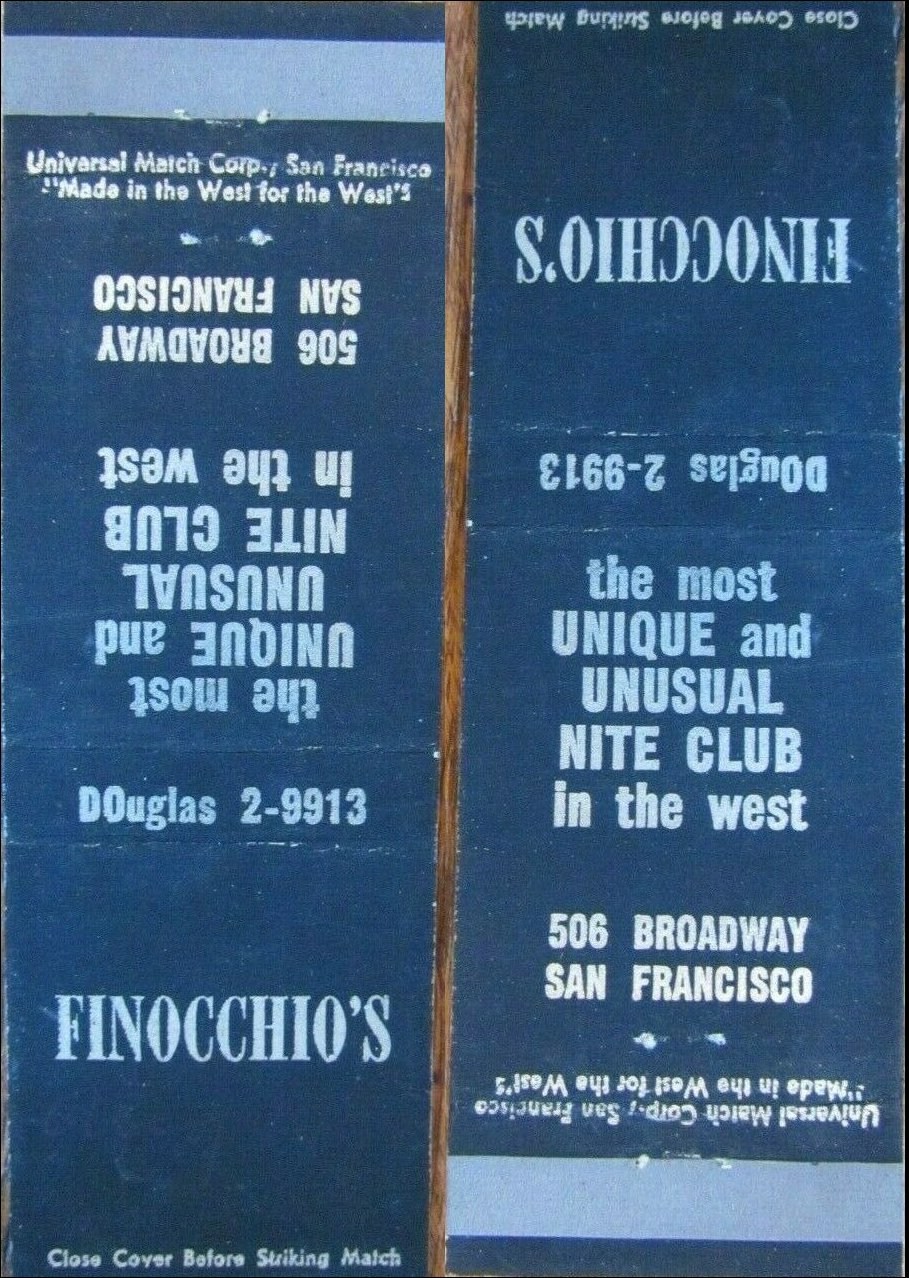 Universal Match Corp., San Francisco
"Made in the West for the West"
506 BROADWAY
SAN FRANCISCO
the most
UNIQUE and
UNUSUAL
NITE CLUB
in the west
DOuglas 2-9913
FINOCCHIO'S
Close Cover Before Striking Match
Close Cover Before Striking Match
FINOCCHIO'S
DOuglas 2-9913
the most
UNIQUE and
UNUSUAL
NITE CLUB
in the west
506 BROADWAY
SAN FRANCISCO
Universal Match Corp., San Francisco
"Made in the West for the West"